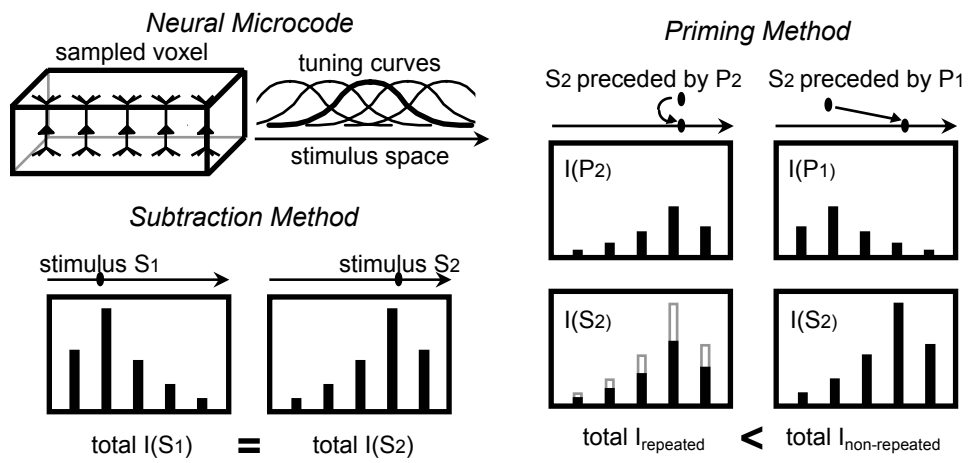 Neural Microcode
sampled voxel
tuning curves
stimulus space
Subtraction Method
stimulus S1
stimulus S2
total I(S1) = total I(S2)
Priming Method
S2 preceded by P2
S2 preceded by P1
I(P2)
I(P1)
I(S2)
I(S2)
total Irepeated < total Inon-repeated